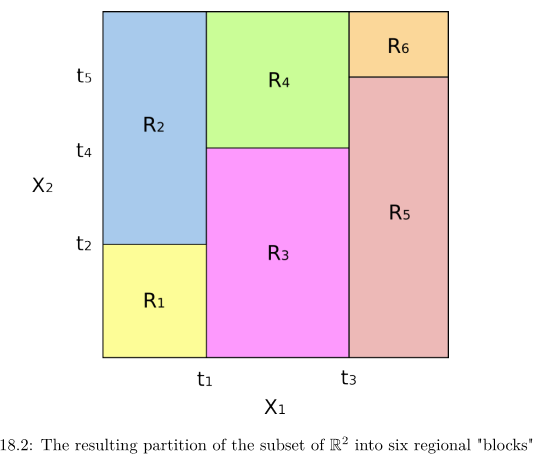 R6
t5
R4
R2
t4
X2
R5
t2
R3
R1
t1
t3
X1
18.2: The resulting partition of the subset of ℝ² into six regional "blocks"